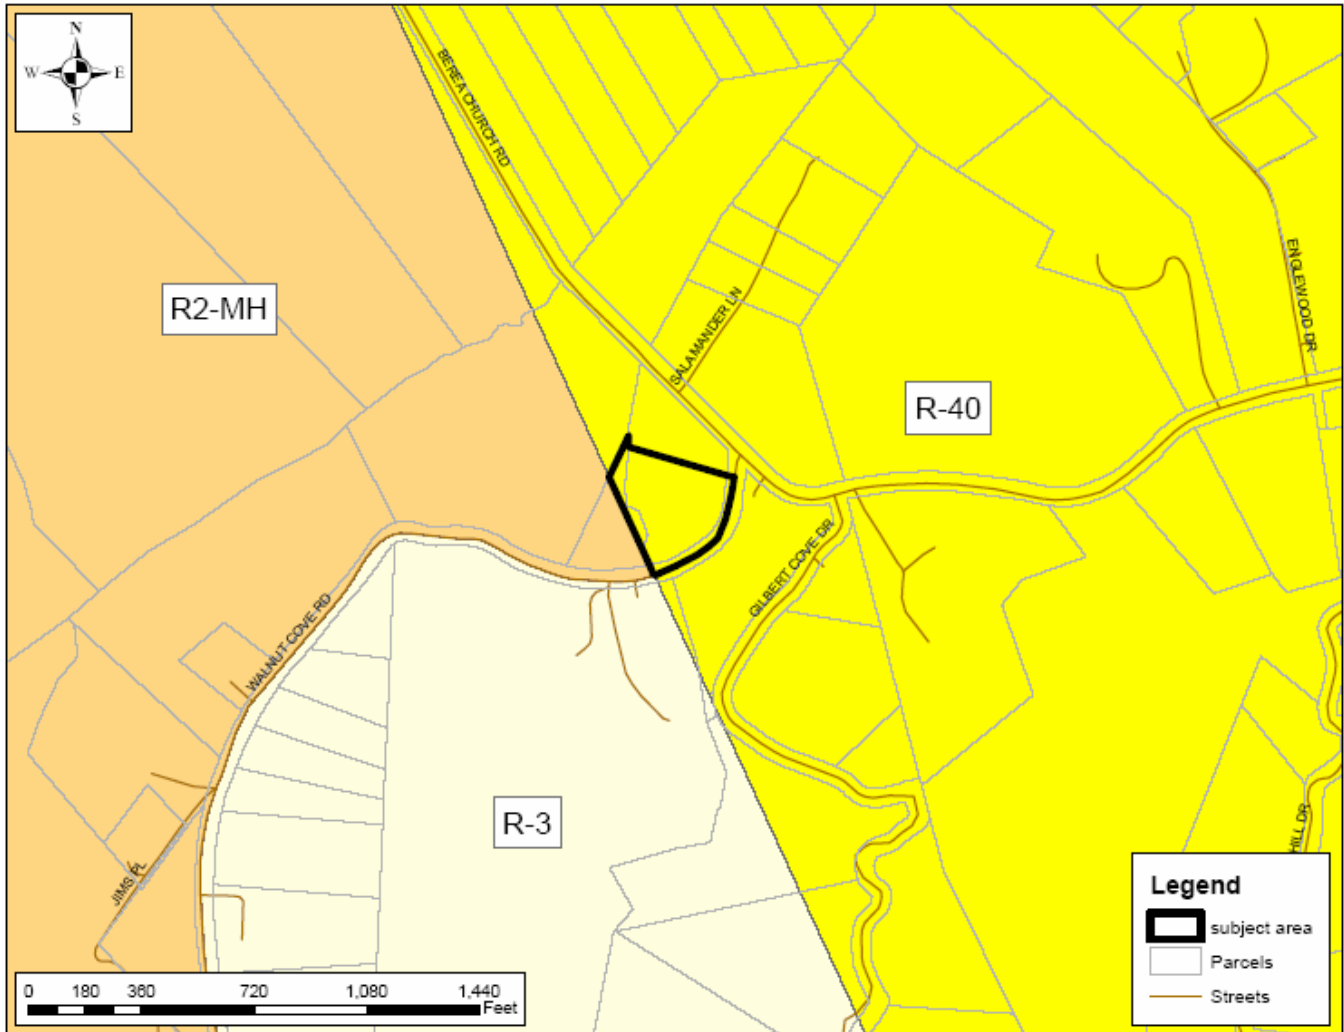 N
W E
S
BEREA CHURCH RD
R2-MH
SALAMANDER LN
ENGLEWOOD DR
R-40
GILBERT COVE DR
WALNUT COVE RD
R-3
JIMS PL
HILL DR
Legend
subject area
Parcels
Streets
0 180 360 720 1,080 1,440
Feet